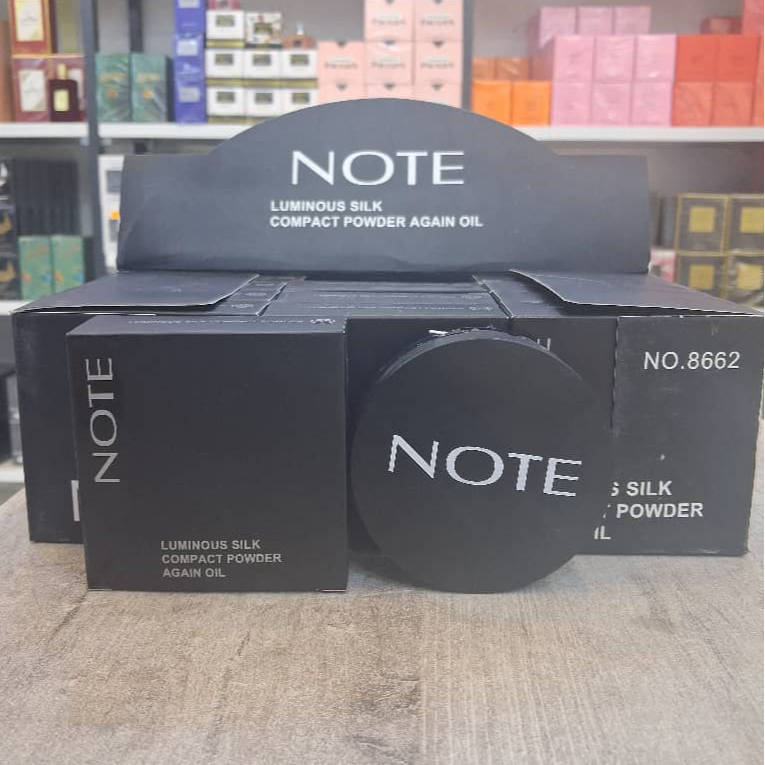 NOTE
LUMINOUS SILK
COMPACT POWDER AGAIN OIL
NO.8662
NOTE
NOTE
S SILK
POWDER
IL
LUMINOUS SILK
COMPACT POWDER
AGAIN OIL